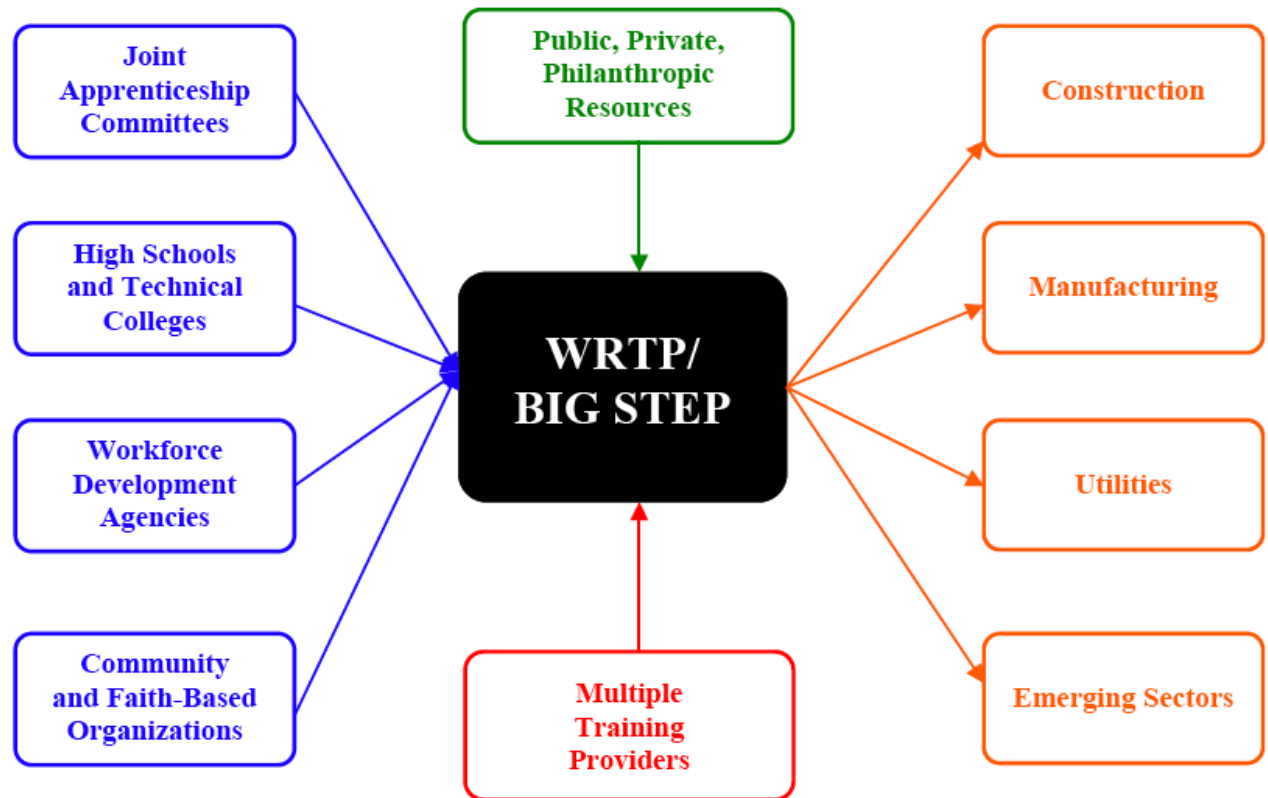 Joint
Apprenticeship
Committees
High Schools
and Technical
Colleges
Workforce
Development
Agencies
Community
and Faith-Based
Organizations
Public, Private,
Philanthropic
Resources
WRTP/
BIG STEP
Multiple
Training
Providers
Construction
Manufacturing
Utilities
Emerging Sectors